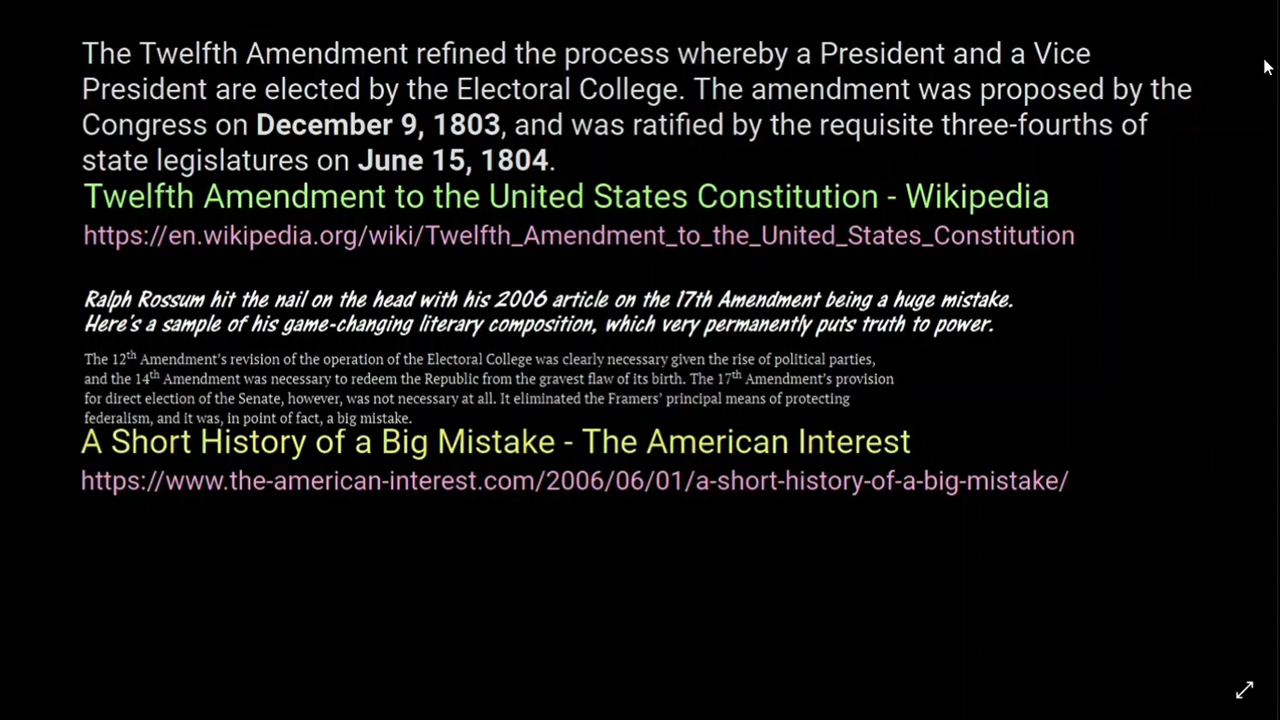 The Twelfth Amendment refined the process whereby a President and a Vice
President are elected by the Electoral College. The amendment was proposed by the
Congress on December 9, 1803, and was ratified by the requisite three-fourths of
state legislatures on June 15, 1804.
Twelfth Amendment to the United States Constitution - Wikipedia
https://en.wikipedia.org/wiki/Twelfth_Amendment_to_the_United_States_Constitution
Ralph Rossum hit the nail on the head with his 2006 article on the 17th Amendment being a huge mistake.
Here's a sample of his game-changing literary composition, which very permanently puts truth to power.
The 12th Amendment's revision of the operation of the Electoral College was clearly necessary given the rise of political parties,
and the 14th Amendment was necessary to redeem the Republic from the gravest flaw of its birth. The 17th Amendment's provision
for direct election of the Senate, however, was not necessary at all. It eliminated the Framers' principal means of protecting
federalism, and it was, in point of fact, a big mistake.
A Short History of a Big Mistake - The American Interest
https://www.the-american-interest.com/2006/06/01/a-short-history-of-a-big-mistake/